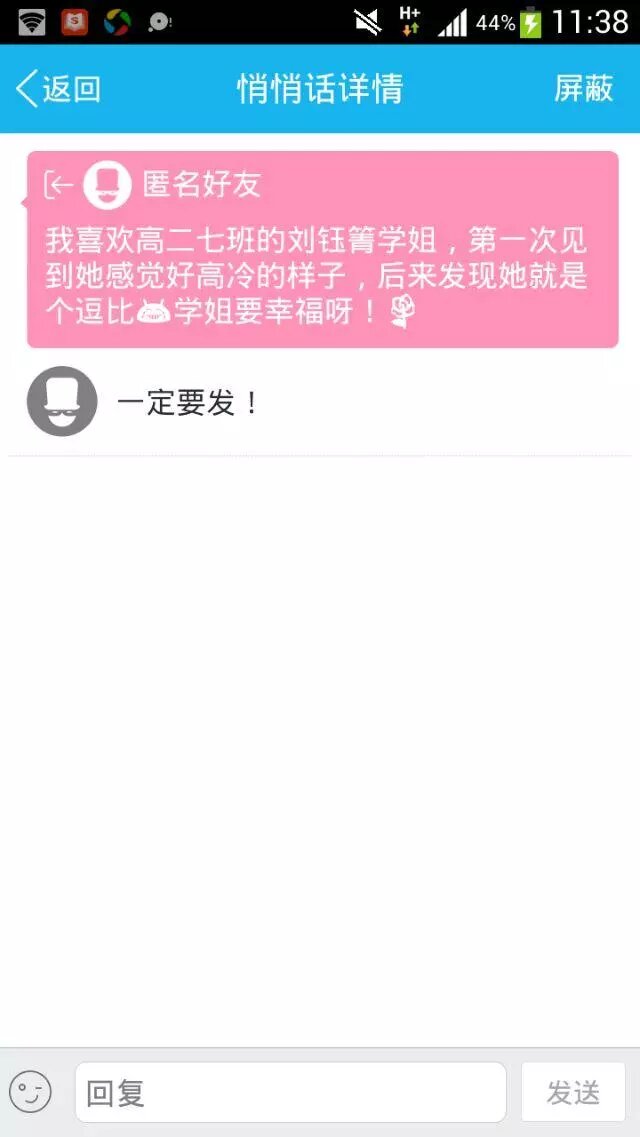 H+
44%
11:38
返回
悄悄话详情
屏蔽
匿名好友
我喜欢高二七班的刘钰箐学姐，第一次见
到她感觉好高冷的样子，后来发现她就是
个逗比学姐要幸福呀！
一定要发！
回复
发送